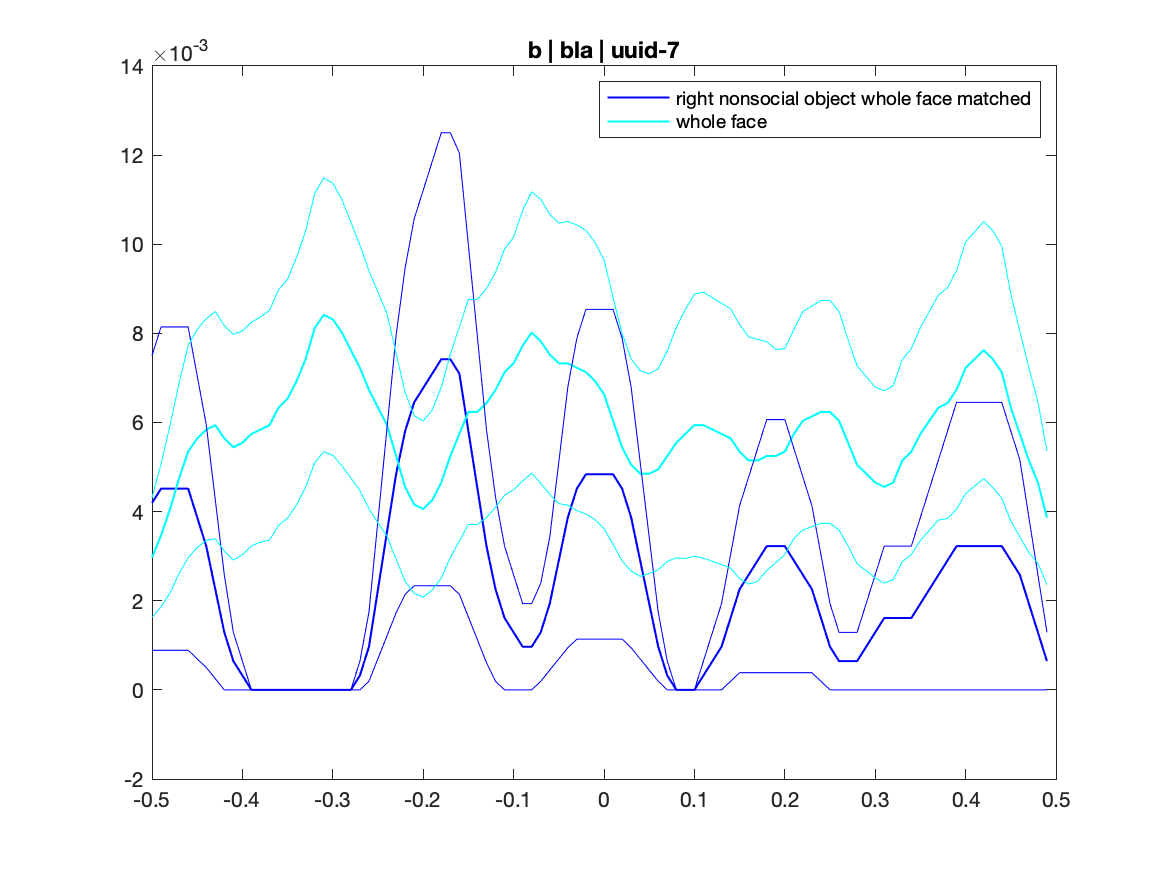 b | bla | uuid-7
×10-3
right nonsocial object whole face matched
whole face
14
12
10
8
6
4
2
0
-2
-0.5 -0.4 -0.3 -0.2 -0.1 0 0.1 0.2 0.3 0.4 0.5